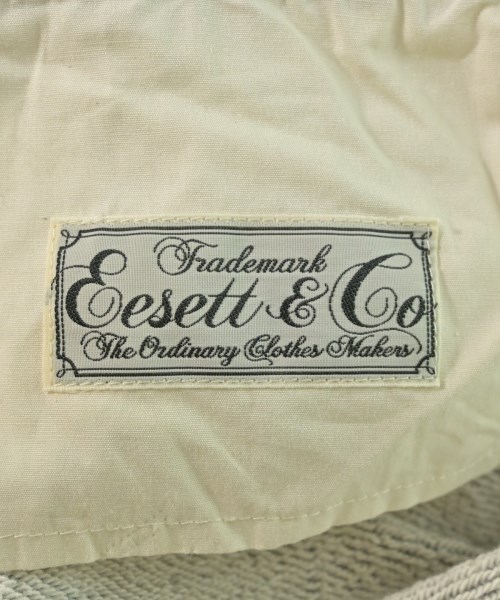 Trademark
Eesett & Co
The Ordinary Clothes Makers